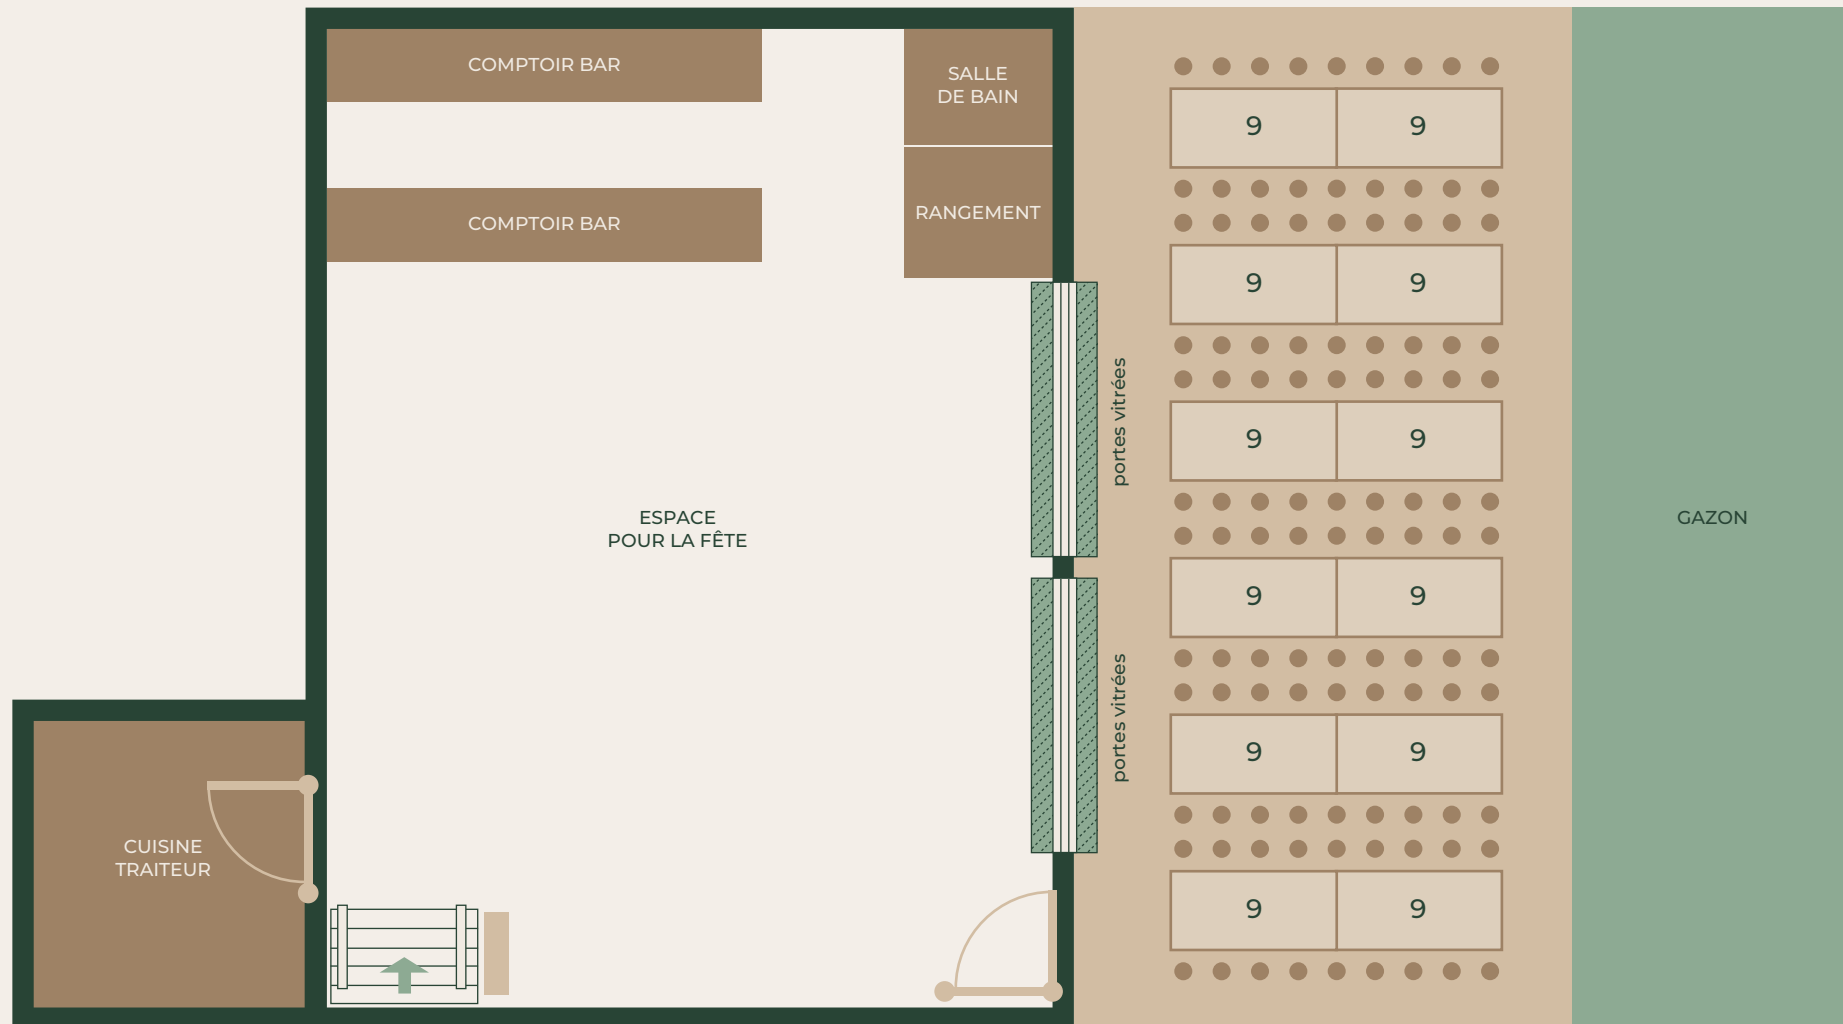 COMPTOIR BAR
SALLE
DE BAIN
COMPTOIR BAR
RANGEMENT
portes vitrées
ESPACE
POUR LA FÊTE
portes vitrées
CUISINE
TRAITEUR
9 9
9 9
9 9
9 9
9 9
9 9
GAZON